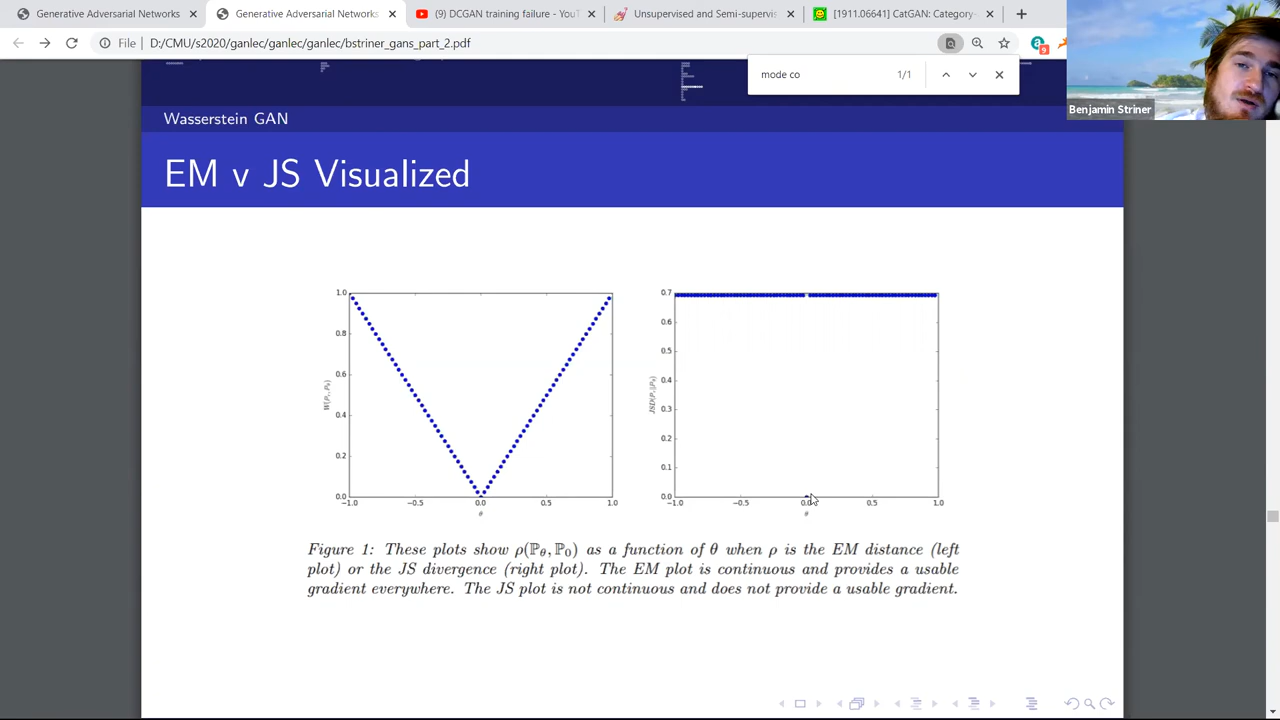 Generative Adversarial Networks
Generative Adversarial Networks
(9) DCGAN training failure. - YouT
Unsupervised and Semi-supervis
[1911.06641] CatGAN: Category
File
D:/CMU/s2020/ganlec/ganlec/ganlec/bstriner_gans_part_2.pdf
9
mode co
1/1
Benjamin Striner
Wasserstein GAN
EM v JS Visualized
1.0
0.8
0.6
0.4
0.2
0.0
−1.0 −0.5 0.0 0.5 1.0
θ
0.7
0.6
0.5
0.4
0.3
0.2
0.1
0.0
−1.0 −0.5 0.0 0.5 1.0
θ
Figure 1: These plots show ρ(ℙθ, ℙ0) as a function of θ when ρ is the EM distance (left
plot) or the JS divergence (right plot). The EM plot is continuous and provides a usable
gradient everywhere. The JS plot is not continuous and does not provide a usable gradient.